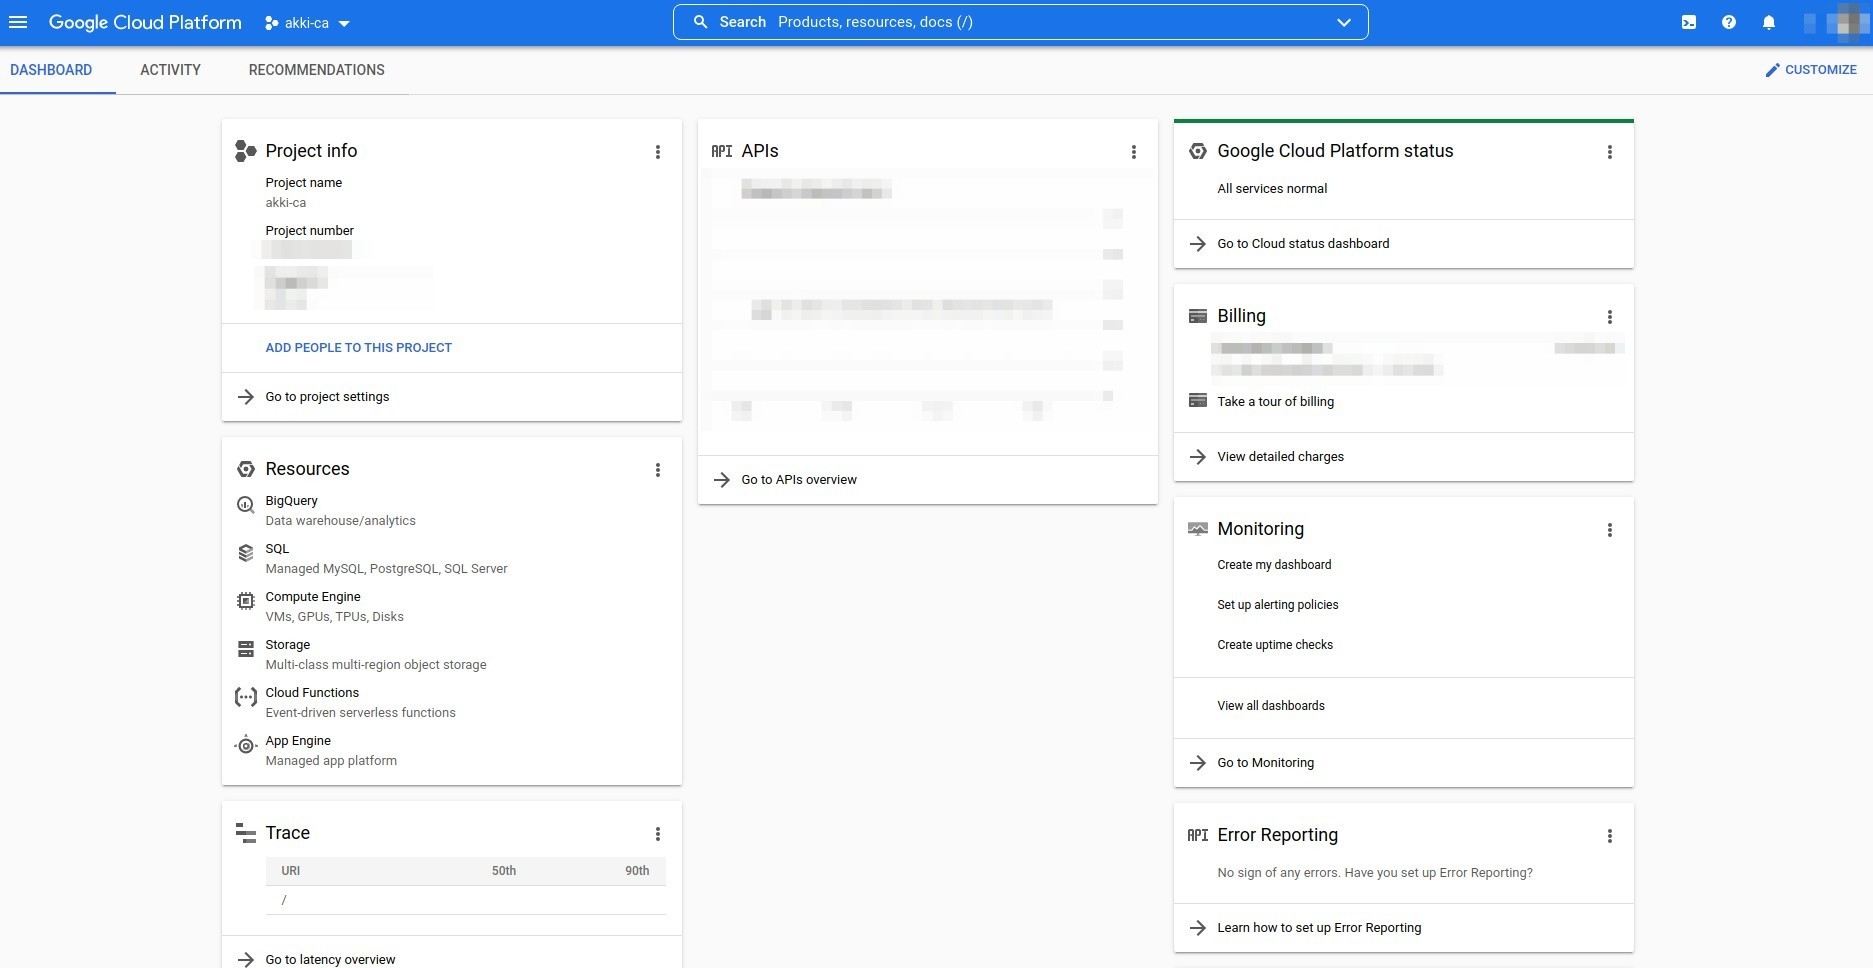 Google Cloud Platform
akki-ca
Search Products, resources, docs (/)
DASHBOARD
ACTIVITY
RECOMMENDATIONS
CUSTOMIZE
Project info
Project name
akki-ca
Project number
ADD PEOPLE TO THIS PROJECT
Go to project settings
Resources
BigQuery
Data warehouse/analytics
SQL
Managed MySQL, PostgreSQL, SQL Server
Compute Engine
VMs, GPUs, TPUs, Disks
Storage
Multi-class multi-region object storage
Cloud Functions
Event-driven serverless functions
App Engine
Managed app platform
Trace
URI 50th 90th
/
Go to latency overview
API APIs
Go to APIs overview
Google Cloud Platform status
All services normal
Go to Cloud status dashboard
Billing
Take a tour of billing
View detailed charges
Monitoring
Create my dashboard
Set up alerting policies
Create uptime checks
View all dashboards
Go to Monitoring
API Error Reporting
No sign of any errors. Have you set up Error Reporting?
Learn how to set up Error Reporting